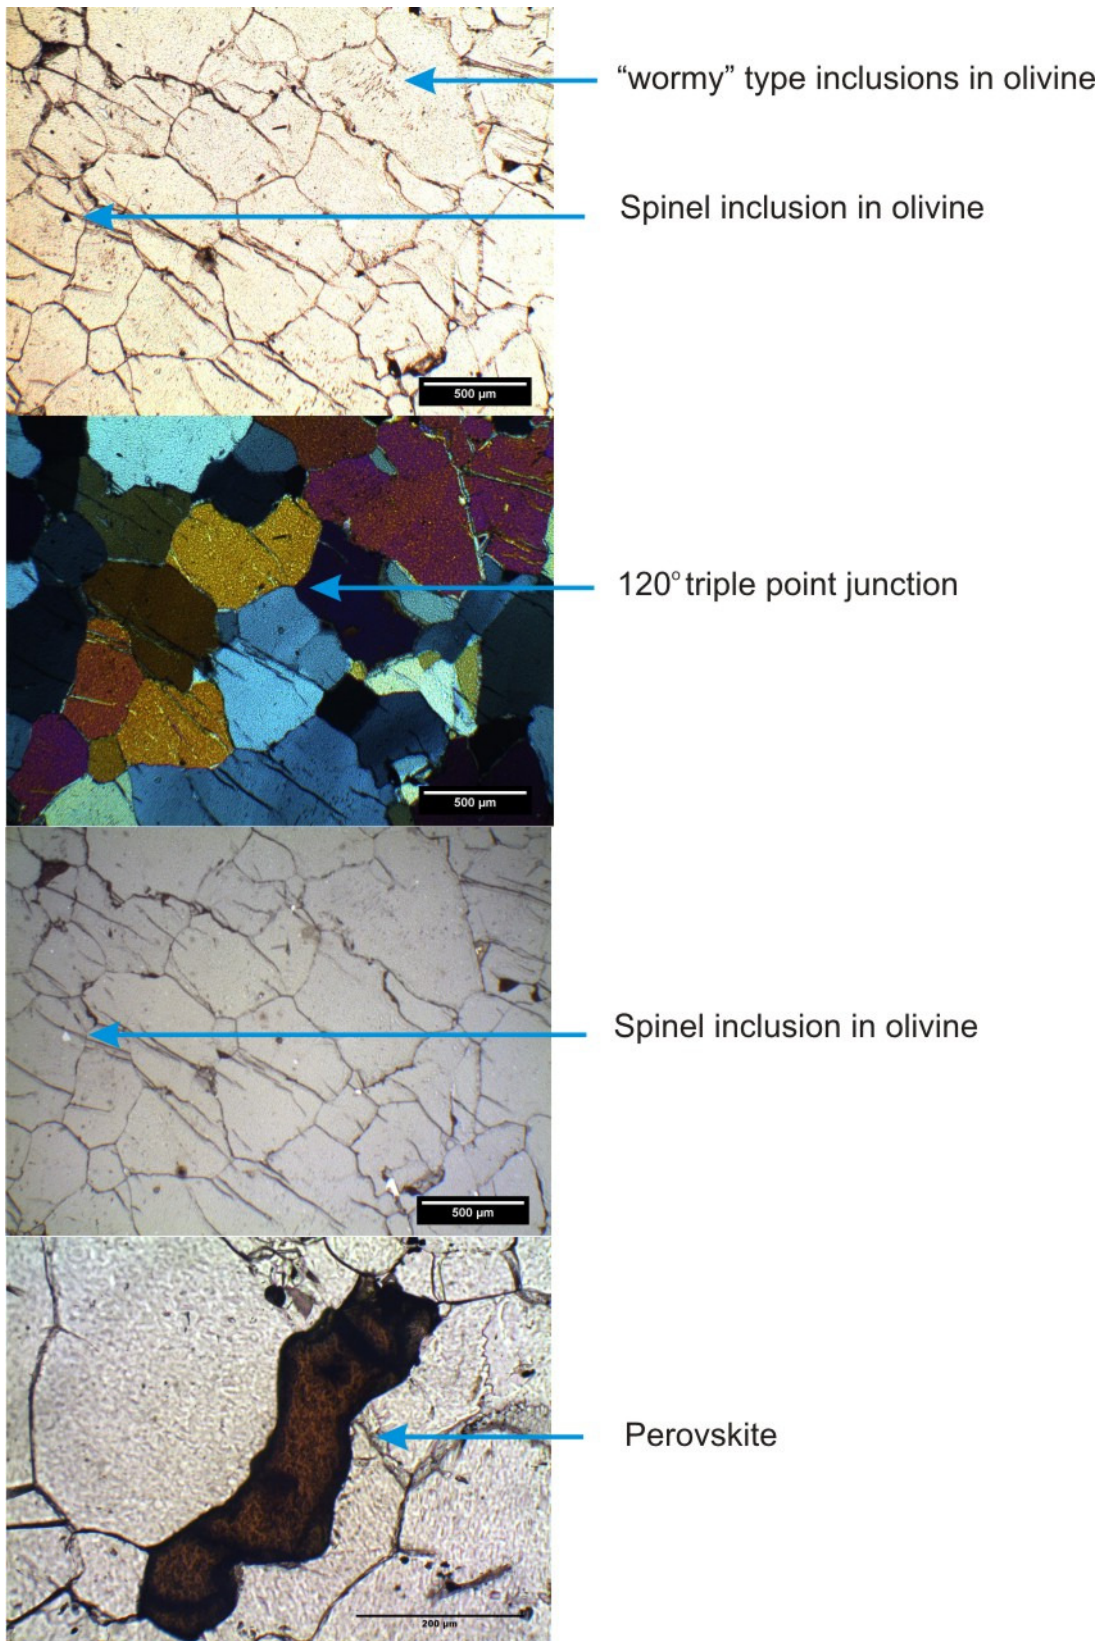 “wormy” type inclusions in olivine
Spinel inclusion in olivine
500 µm
120° triple point junction
500 µm
Spinel inclusion in olivine
500 µm
Perovskite
200 µm